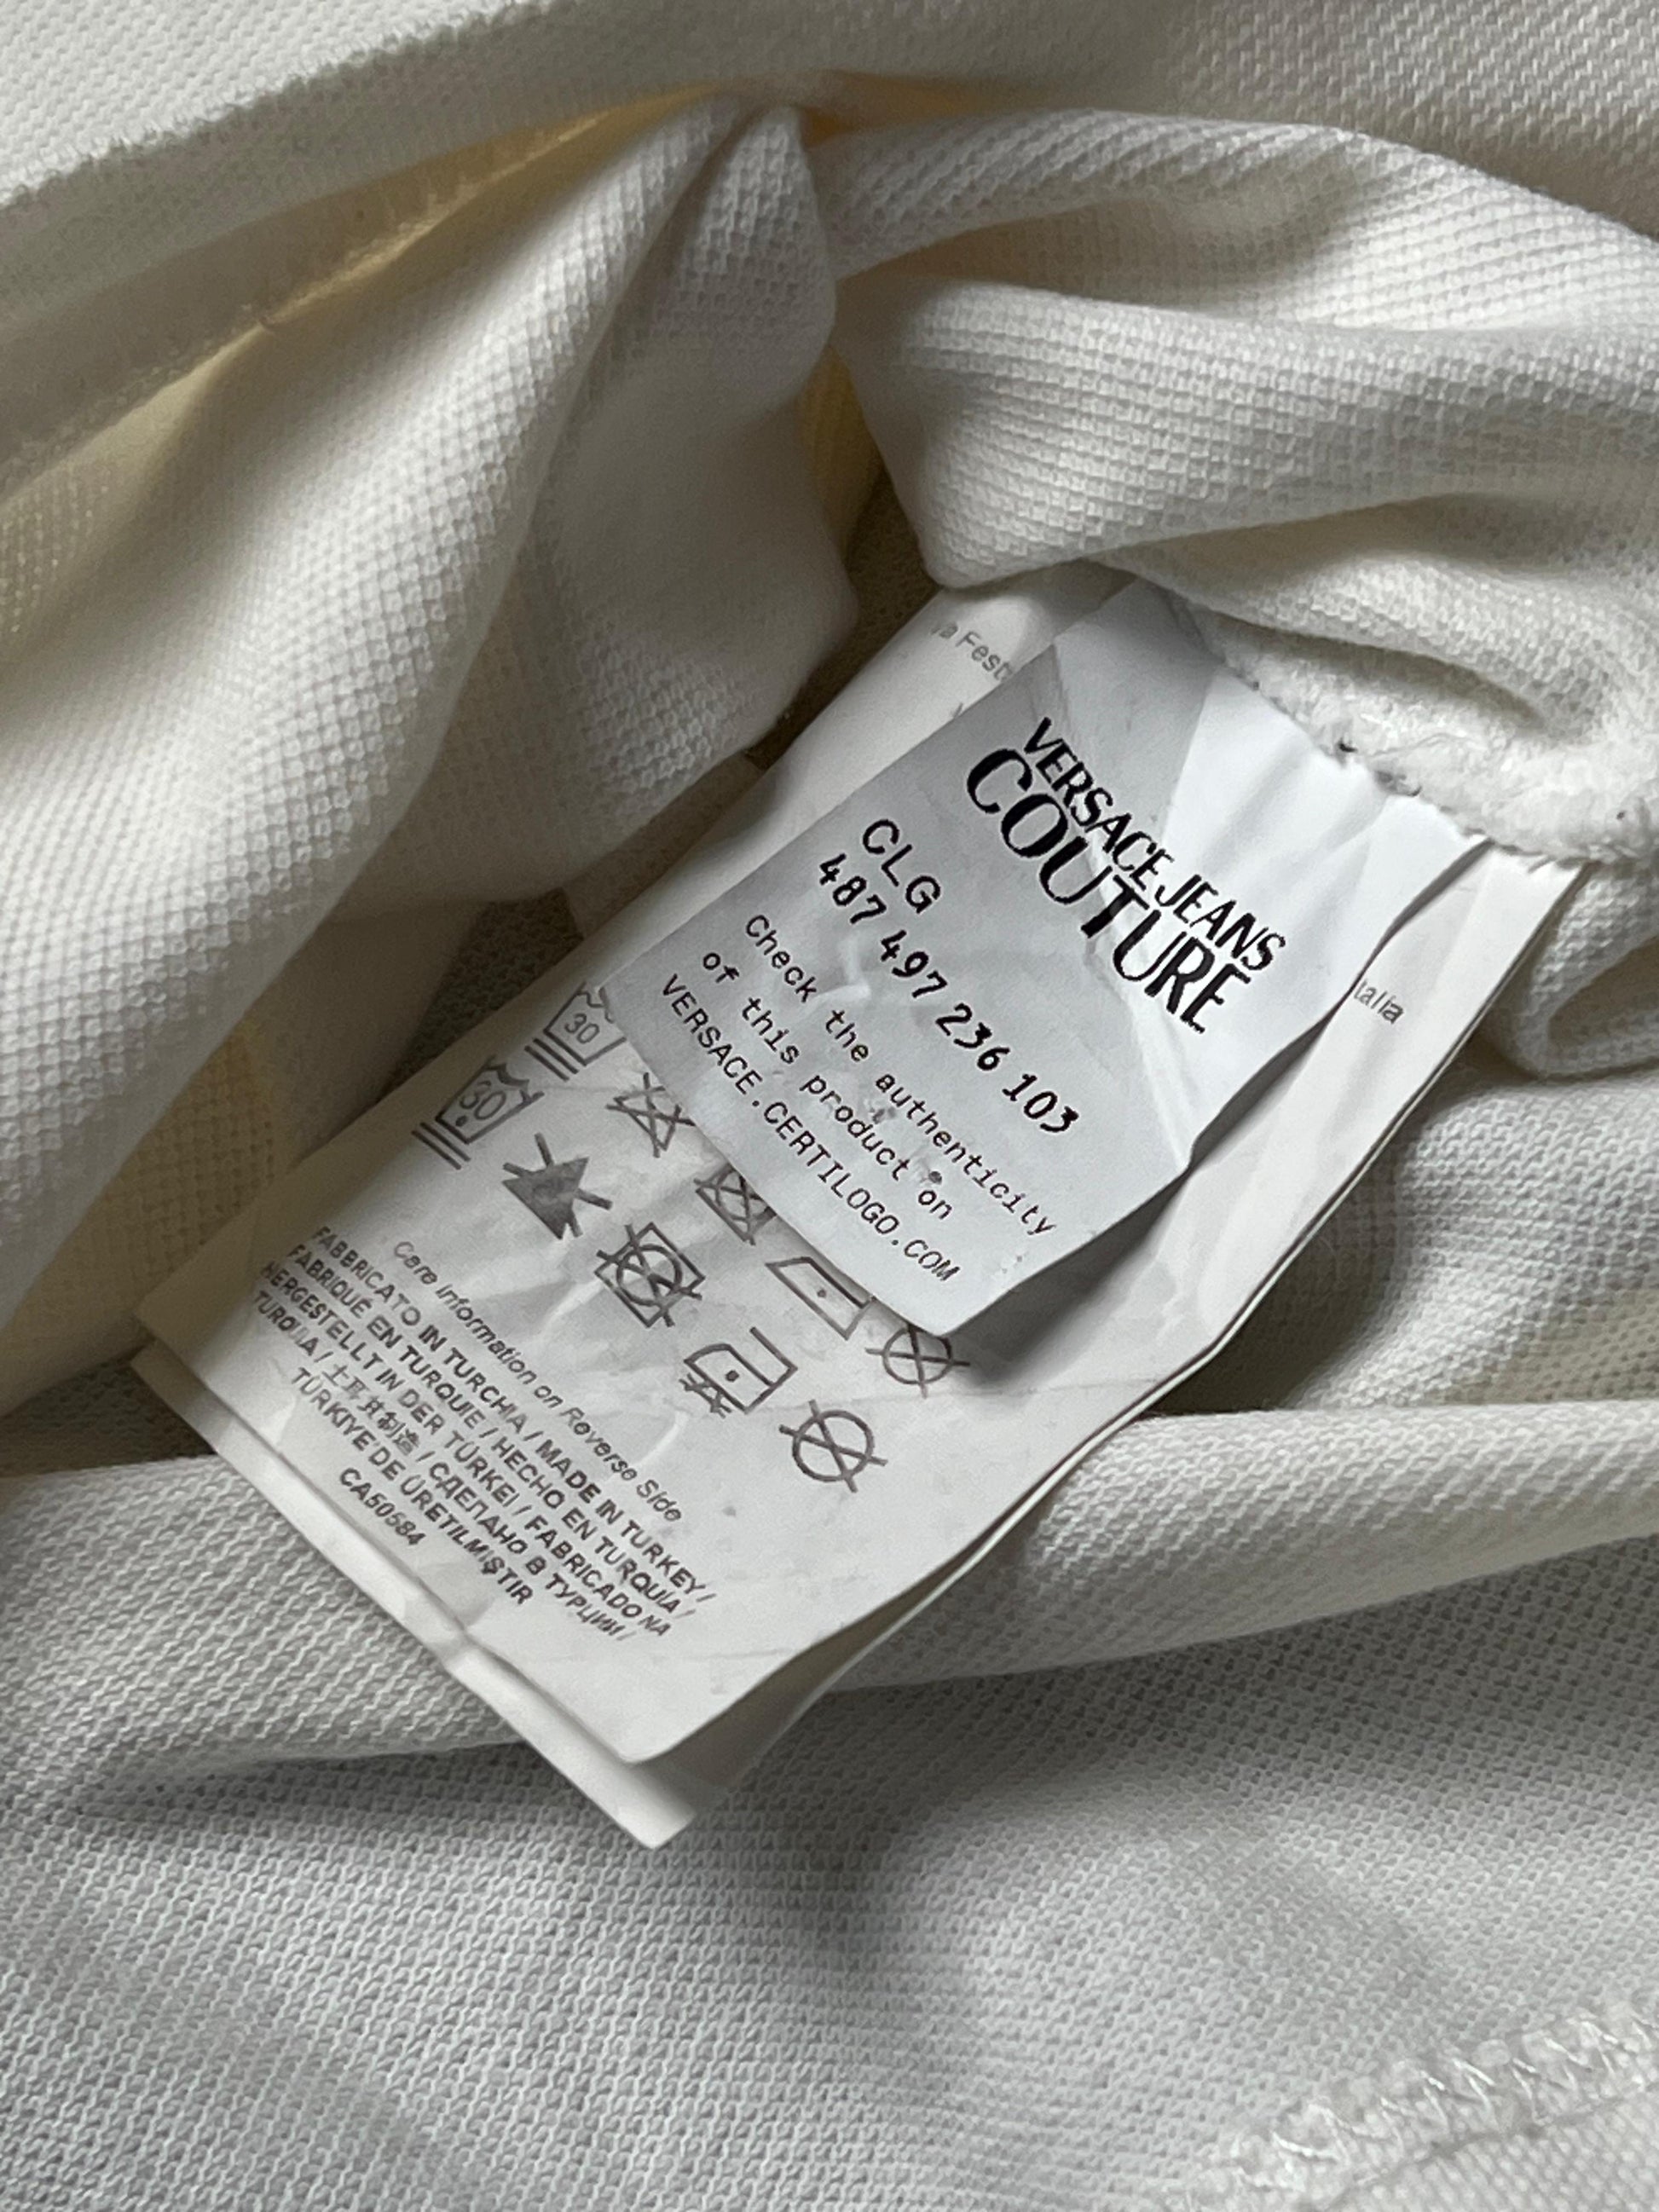 VERSACE JEANS
COUTURE
CLG
487 497 236 103
Check the authenticity
of this product on
VERSACE.CERTILOGO.COM
talia
30
30
Care Information on Reverse Side
FABBRICATO IN TURCHIA / MADE IN TURKEY /
FABRIQUÉ EN TURQUIE / HECHO EN TURQUÍA /
HERGESTELLT IN DER TÜRKEI / FABRICADO NA
TURQUIA / 土耳其制造 / СДЕЛАНО В ТУРЦИИ /
TÜRKIYE'DE ÜRETILMIŞTIR
CA50584